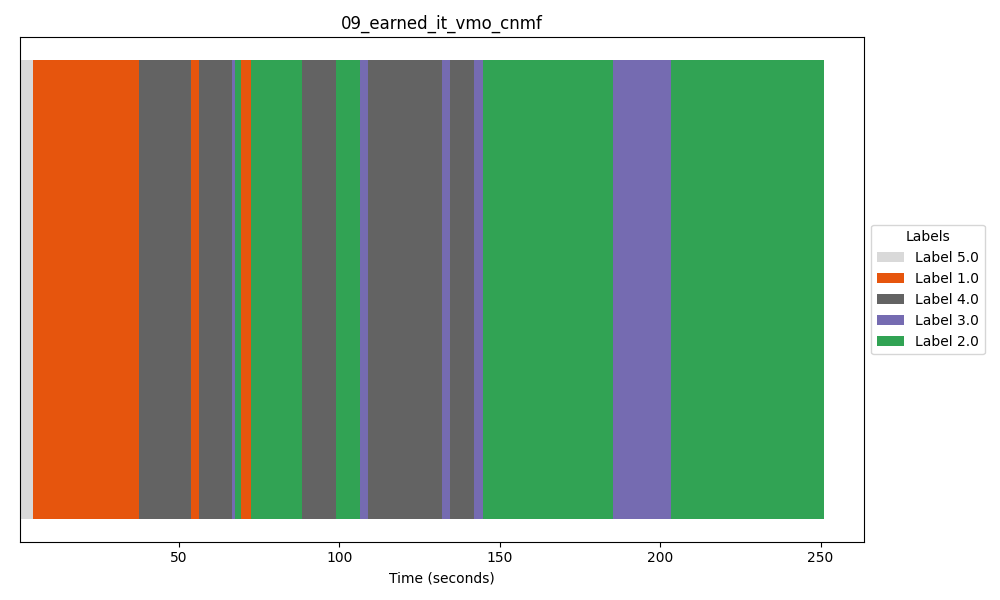 09_earned_it_vmo_cnmf
Labels
Label 5.0
Label 1.0
Label 4.0
Label 3.0
Label 2.0
50 100 150 200 250
Time (seconds)